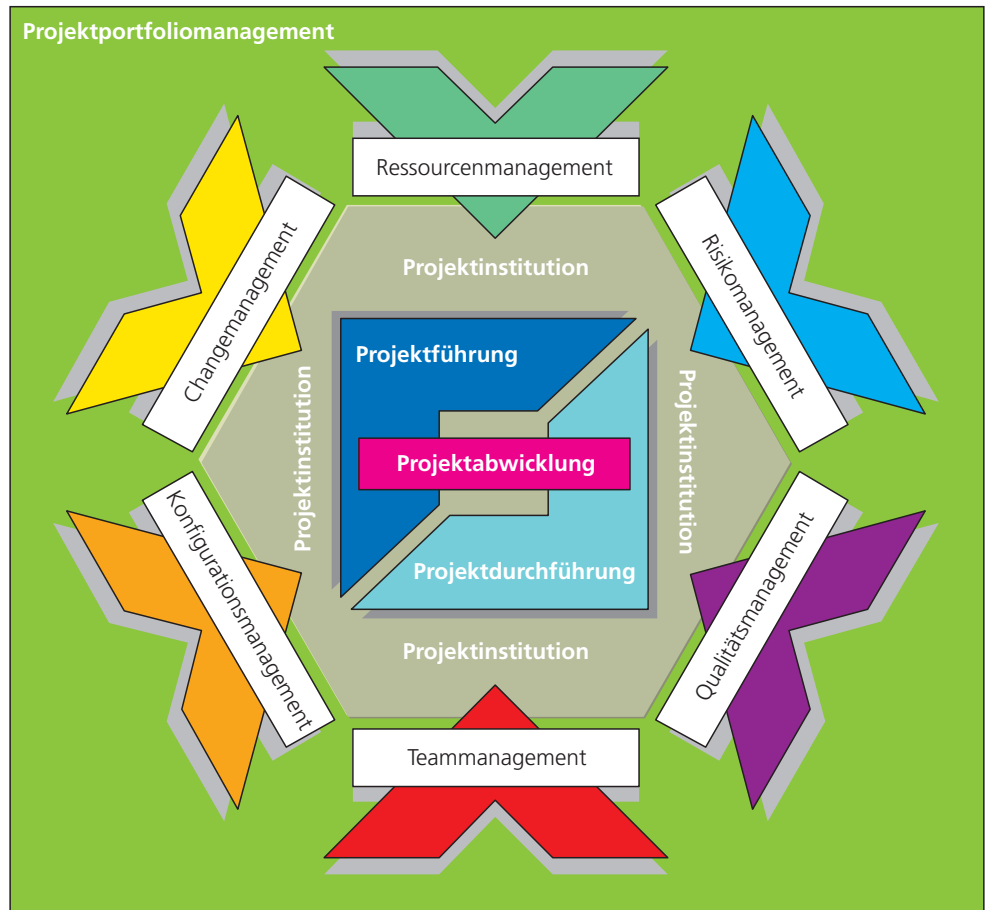 Projektportfoliomanagement
Ressourcenmanagement
Changemanagement
Risikomanagement
Projektinstitution
Projektführung
Projektinstitution
Projektinstitution
Projektabwicklung
Projektdurchführung
Konfigurationsmanagement
Qualitätsmanagement
Projektinstitution
Teammanagement